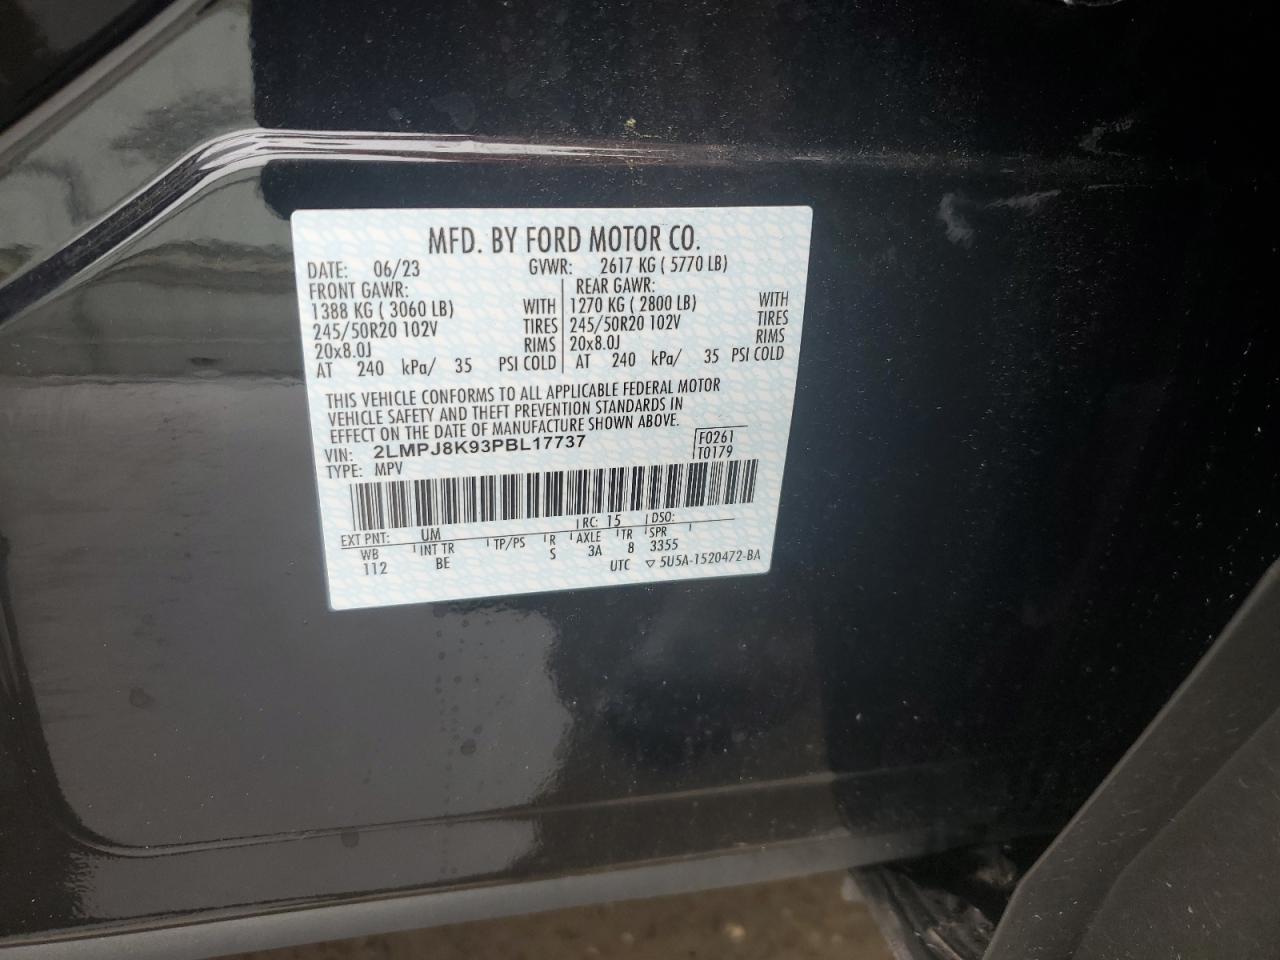 MFD. BY FORD MOTOR CO.
DATE: 06/23 GVWR: 2617 KG ( 5770 LB)
FRONT GAWR: REAR GAWR:
1388 KG ( 3060 LB) WITH 1270 KG ( 2800 LB) WITH
245/50R20 102V TIRES 245/50R20 102V TIRES
20x8.0J RIMS 20x8.0J RIMS
AT 240 kPa/ 35 PSI COLD AT 240 kPa/ 35 PSI COLD
THIS VEHICLE CONFORMS TO ALL APPLICABLE FEDERAL MOTOR
VEHICLE SAFETY AND THEFT PREVENTION STANDARDS IN
EFFECT ON THE DATE OF MANUFACTURE SHOWN ABOVE.
VIN: 2LMPJ8K93PBL17737 F0261
TYPE: MPV T0179
EXT PNT: UM RC: 15 DSO:
WB INT TR TP/PS R AXLE TR SPR
112 BE S 3A 8 3355
UTC ▽ 5U5A-1520472-BA